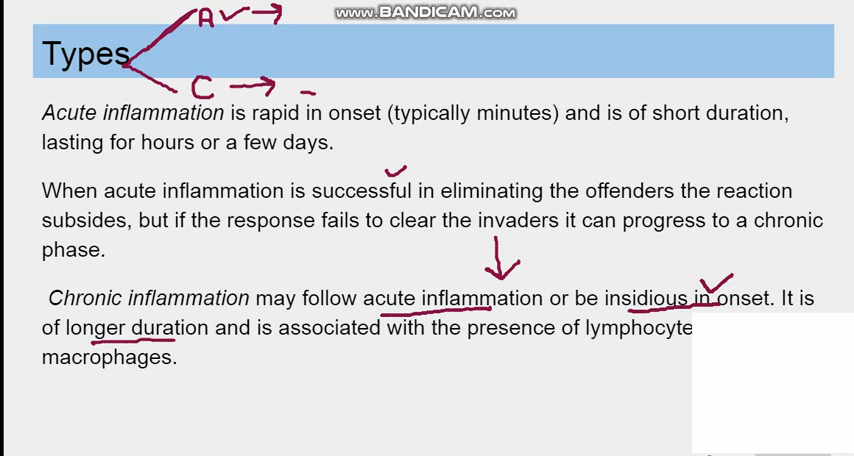 www.BANDICAM.com
A
Types
C
Acute inflammation is rapid in onset (typically minutes) and is of short duration,
lasting for hours or a few days.
When acute inflammation is successful in eliminating the offenders the reaction
subsides, but if the response fails to clear the invaders it can progress to a chronic
phase.
Chronic inflammation may follow acute inflammation or be insidious in onset. It is
of longer duration and is associated with the presence of lymphocyte
macrophages.